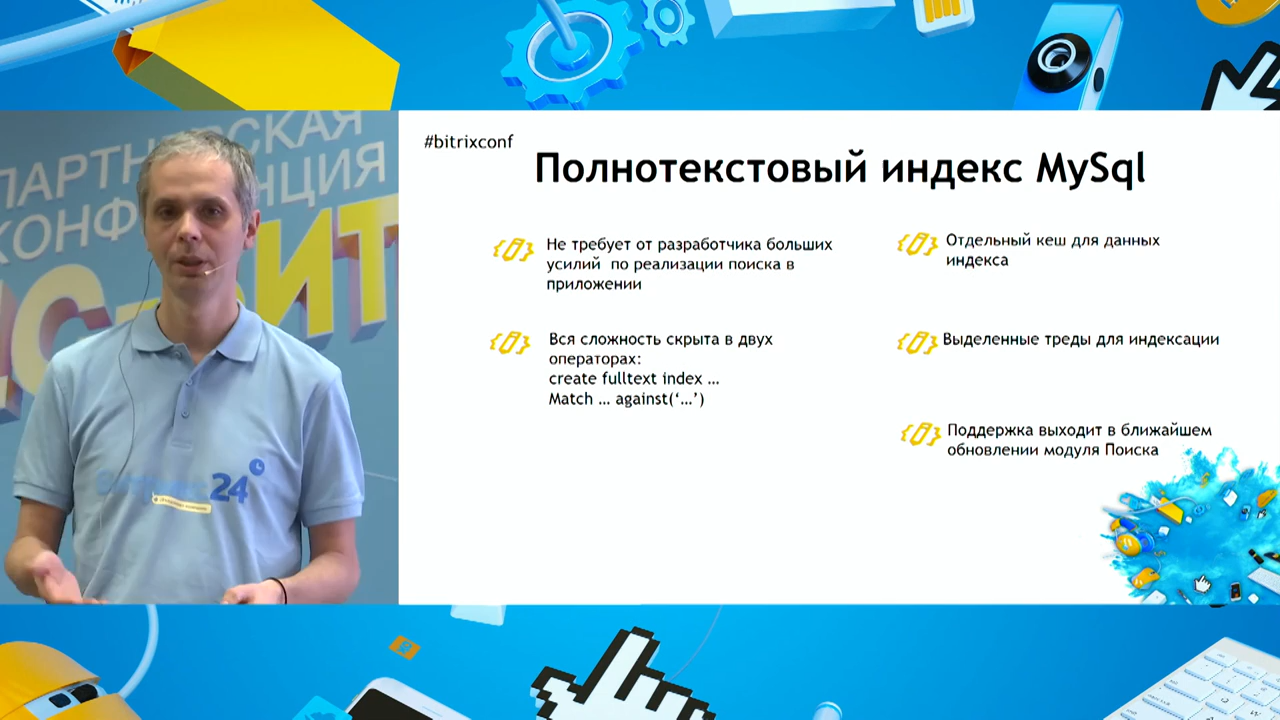 #bitrixconf
Полнотекстовый индекс MySql
Не требует от разработчика больших
усилий по реализации поиска в
приложении
Вся сложность скрыта в двух
операторах:
create fulltext index …
Match … against(‘…’)
Отдельный кеш для данных
индекса
Выделенные треды для индексации
Поддержка выходит в ближайшем
обновлении модуля Поиска
24